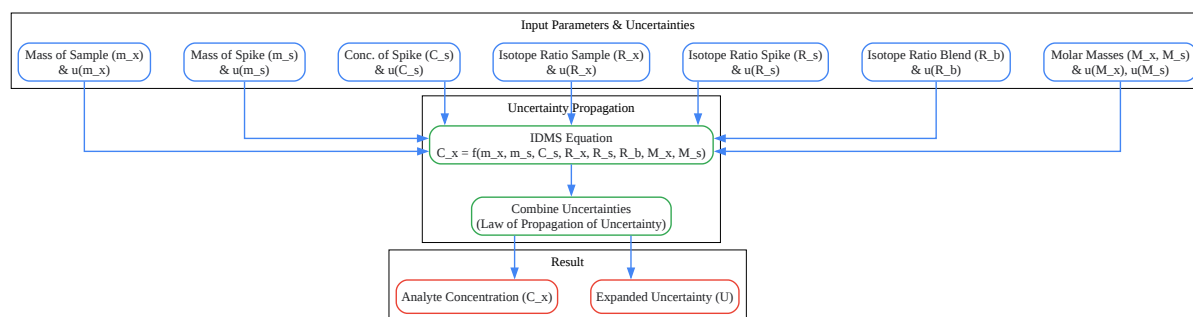 Input Parameters & Uncertainties
Mass of Sample (m_x)
& u(m_x)
Mass of Spike (m_s)
& u(m_s)
Conc. of Spike (C_s)
& u(C_s)
Isotope Ratio Sample (R_x)
& u(R_x)
Isotope Ratio Spike (R_s)
& u(R_s)
Isotope Ratio Blend (R_b)
& u(R_b)
Molar Masses (M_x, M_s)
& u(M_x), u(M_s)
Uncertainty Propagation
IDMS Equation
C_x = f(m_x, m_s, C_s, R_x, R_s, R_b, M_x, M_s)
Combine Uncertainties
(Law of Propagation of Uncertainty)
Result
Analyte Concentration (C_x)
Expanded Uncertainty (U)